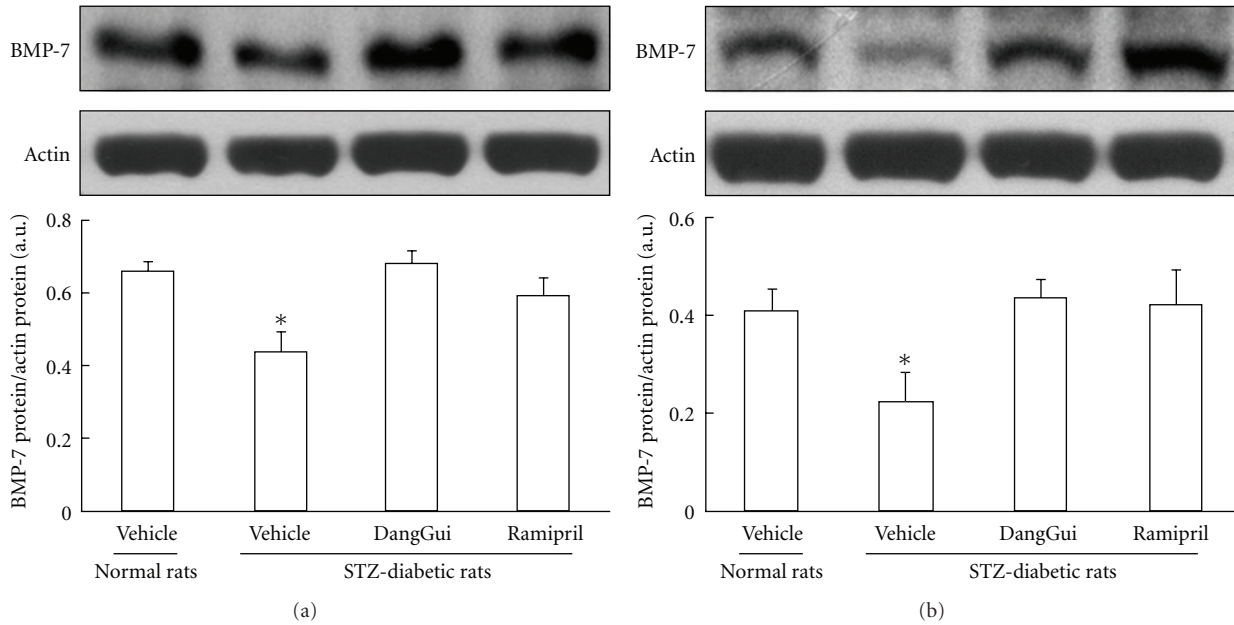 BMP-7
Actin
BMP-7 protein/actin protein (a.u.)
0.8
0.6
0.4
0.2
0
*
Vehicle Vehicle DangGui Ramipril
Normal rats STZ-diabetic rats
(a)
BMP-7
Actin
BMP-7 protein/actin protein (a.u.)
0.6
0.4
0.2
0
*
Vehicle Vehicle DangGui Ramipril
Normal rats STZ-diabetic rats
(b)